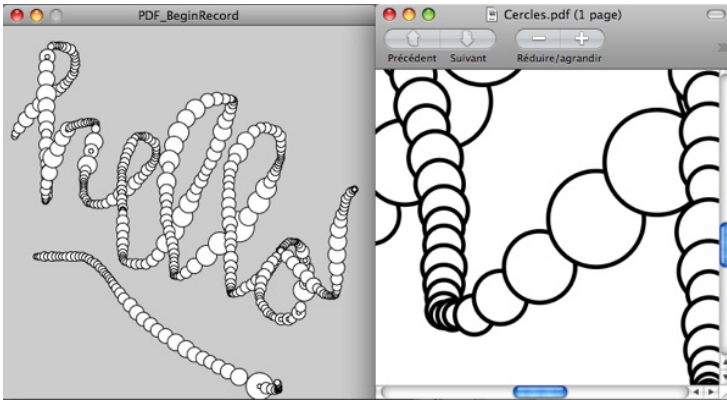 PDF_BeginRecord
hello
Cercles.pdf (1 page)
Précédent Suivant Réduire/agrandir